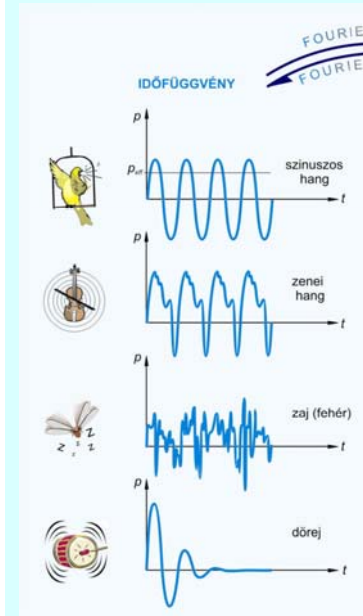 FOURIE
FOURIE
IDŐFÜGGVÉNY
p
p_eff
szinuszos
hang
t
p
zenei
hang
t
p
z
z
z
z
zaj (fehér)
t
p
dörej
t